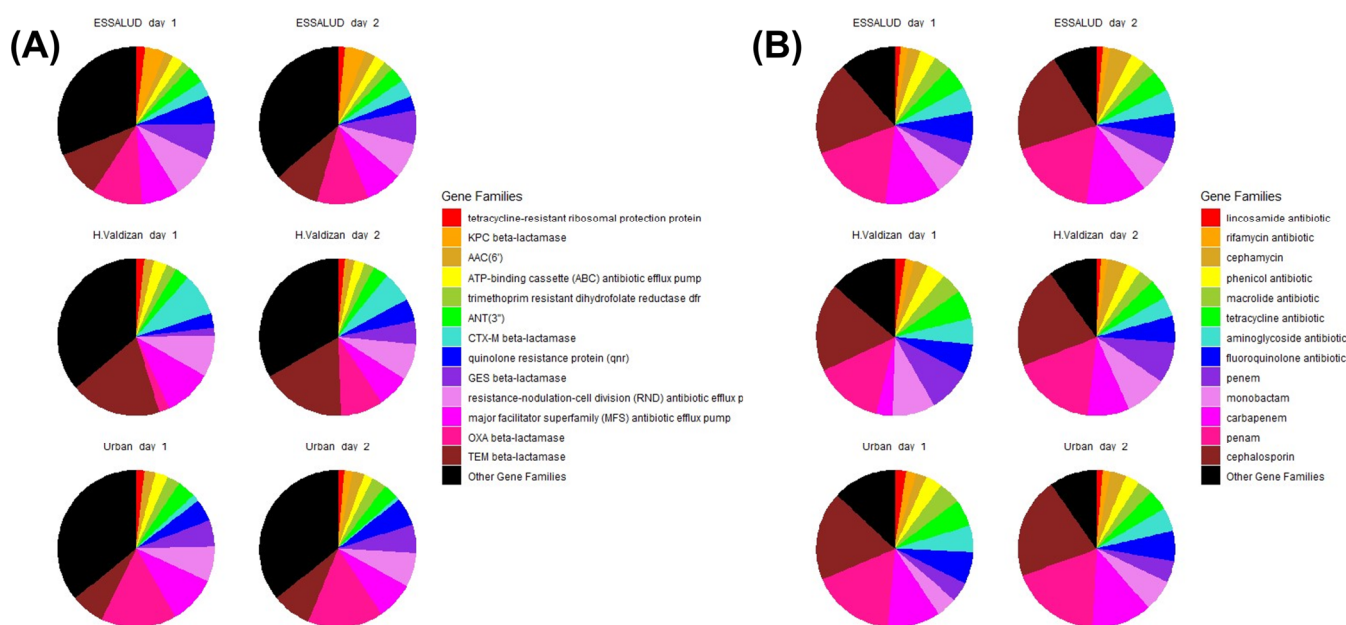 (A)
ESSALUD day 1
ESSALUD day 2
H.Valdizan day 1
H.Valdizan day 2
Urban day 1
Urban day 2
Gene Families
tetracycline-resistant ribosomal protection protein
KPC beta-lactamase
AAC(6')
ATP-binding cassette (ABC) antibiotic efflux pump
trimethoprim resistant dihydrofolate reductase dfr
ANT(3")
CTX-M beta-lactamase
quinolone resistance protein (qnr)
GES beta-lactamase
resistance-nodulation-cell division (RND) antibiotic efflux p
major facilitator superfamily (MFS) antibiotic efflux pump
OXA beta-lactamase
TEM beta-lactamase
Other Gene Families
(B)
ESSALUD day 1
ESSALUD day 2
H.Valdizan day 1
H.Valdizan day 2
Urban day 1
Urban day 2
Gene Families
lincosamide antibiotic
rifamycin antibiotic
cephamycin
phenicol antibiotic
macrolide antibiotic
tetracycline antibiotic
aminoglycoside antibiotic
fluoroquinolone antibiotic
penem
monobactam
carbapenem
penam
cephalosporin
Other Gene Families